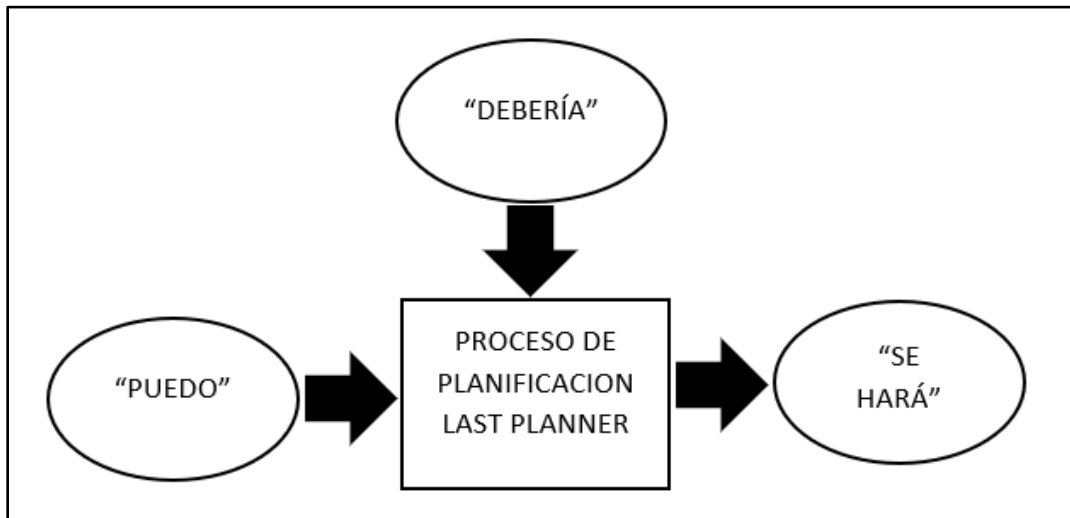 “DEBERÍA”
“PUEDO”
PROCESO DE
PLANIFICACION
LAST PLANNER
“SE
HARÁ”